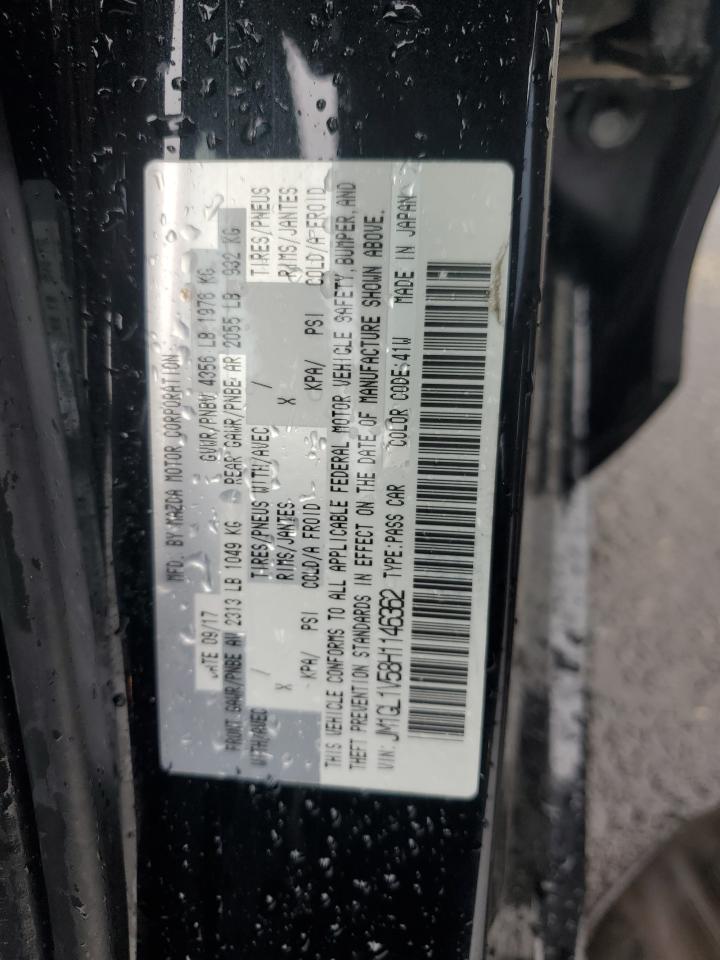 MFD. BY MAZDA MOTOR CORPORATION
DATE 09/17 GVWR/PNBV 4356 LB 1976 KG
FRONT GAWR/PNBE AV 2313 LB 1049 KG REAR GAWR/PNBE AR 2055 LB 932 KG
WITH/AVEC / TIRES/PNEUS WITH/AVEC / TIRES/PNEUS
X RIMS/JANTES X RIMS/JANTES
KPA/ PSI COLD/A FROID KPA/ PSI COLD/A FROID
THIS VEHICLE CONFORMS TO ALL APPLICABLE FEDERAL MOTOR VEHICLE SAFETY, BUMPER, AND
THEFT PREVENTION STANDARDS IN EFFECT ON THE DATE OF MANUFACTURE SHOWN ABOVE.
VIN: JM1GL1V58H1146362 TYPE:PASS CAR COLOR CODE:41W MADE IN JAPAN